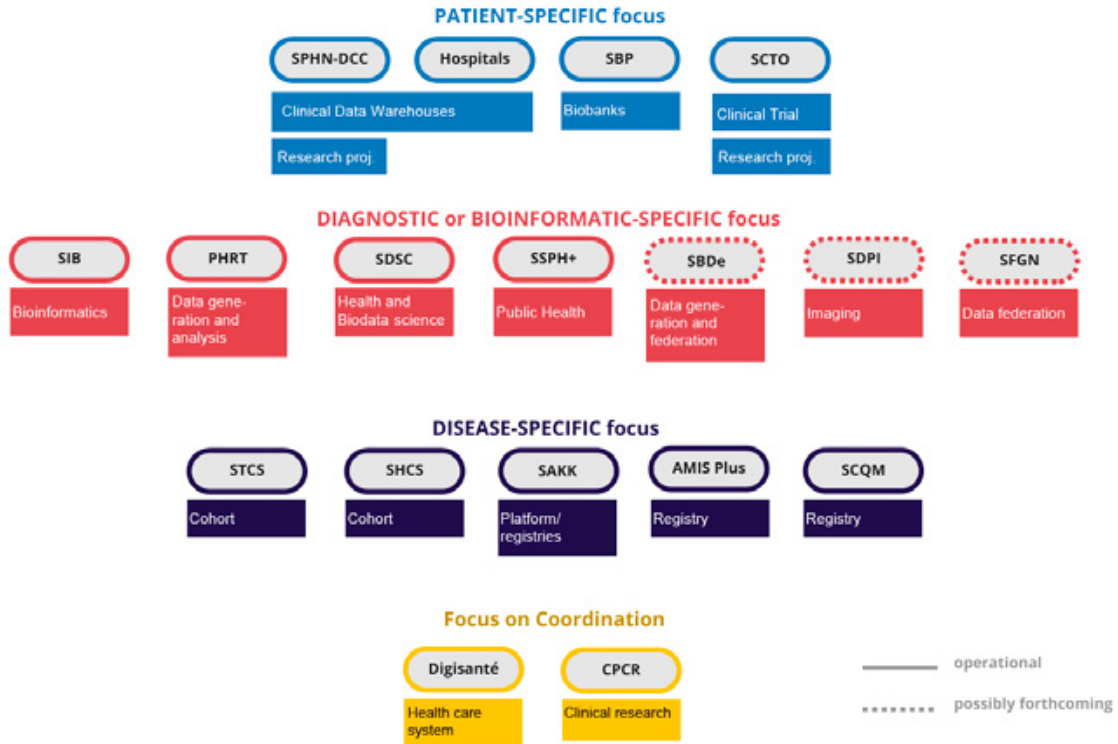 PATIENT-SPECIFIC focus
SPHN-DCC
Hospitals
SBP
SCTO
Clinical Data Warehouses
Biobanks
Clinical Trial
Research proj.
Research proj.
DIAGNOSTIC or BIOINFORMATIC-SPECIFIC focus
SIB
PHRT
SDSC
SSPH+
SBDe
SDPI
SFGN
Bioinformatics
Data gene-
ration and
analysis
Health and
Biodata science
Public Health
Data gene-
ration and
federation
Imaging
Data federation
DISEASE-SPECIFIC focus
STCS
SHCS
SAKK
AMIS Plus
SCQM
Cohort
Cohort
Platform/
registries
Registry
Registry
Focus on Coordination
Digisanté
CPCR
Health care
system
Clinical research
operational
possibly forthcoming